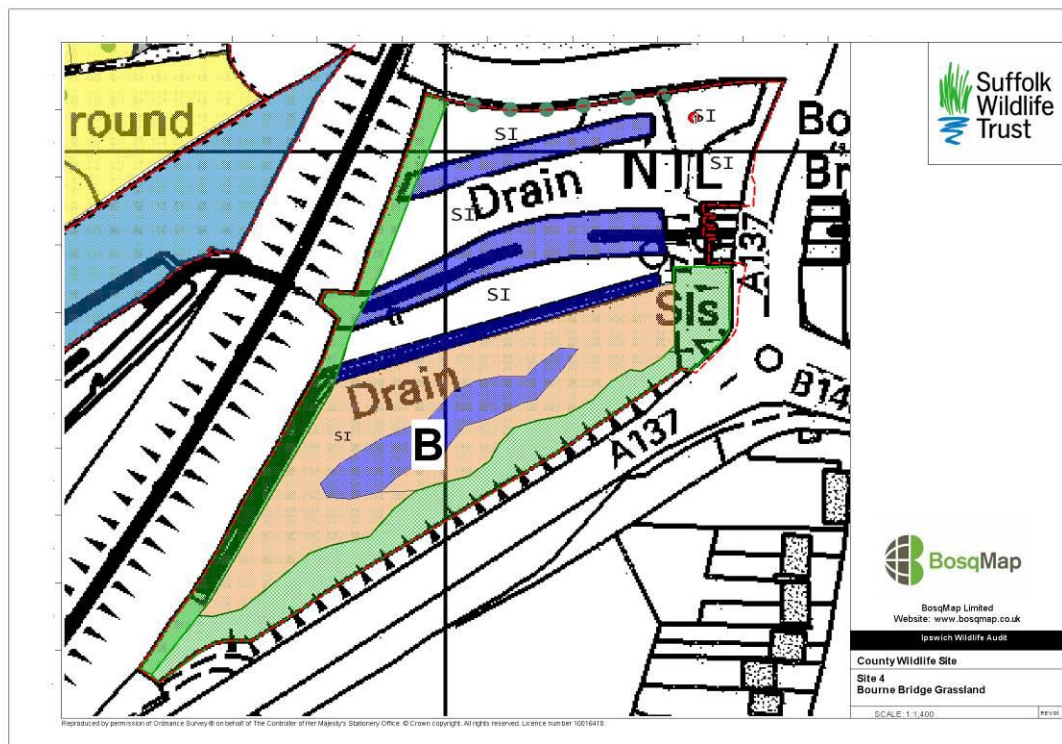 round
SI
Drain
NTL
SI
SI
Bo
Br
A137
SI
Sls
Drain
SI
B
A137
B14
Suffolk
Wildlife
Trust
BosqMap
BosqMap Limited
Website: www.bosqmap.co.uk
Ipswich Wildlife Audit
County Wildlife Site
Site 4
Bourne Bridge Grassland
SCALE: 1:1,400
REV01
Reproduced by permission of Ordnance Survey ® on behalf of The Controller of Her Majesty's Stationery Office. © Crown copyright. All rights reserved. Licence number 10016418